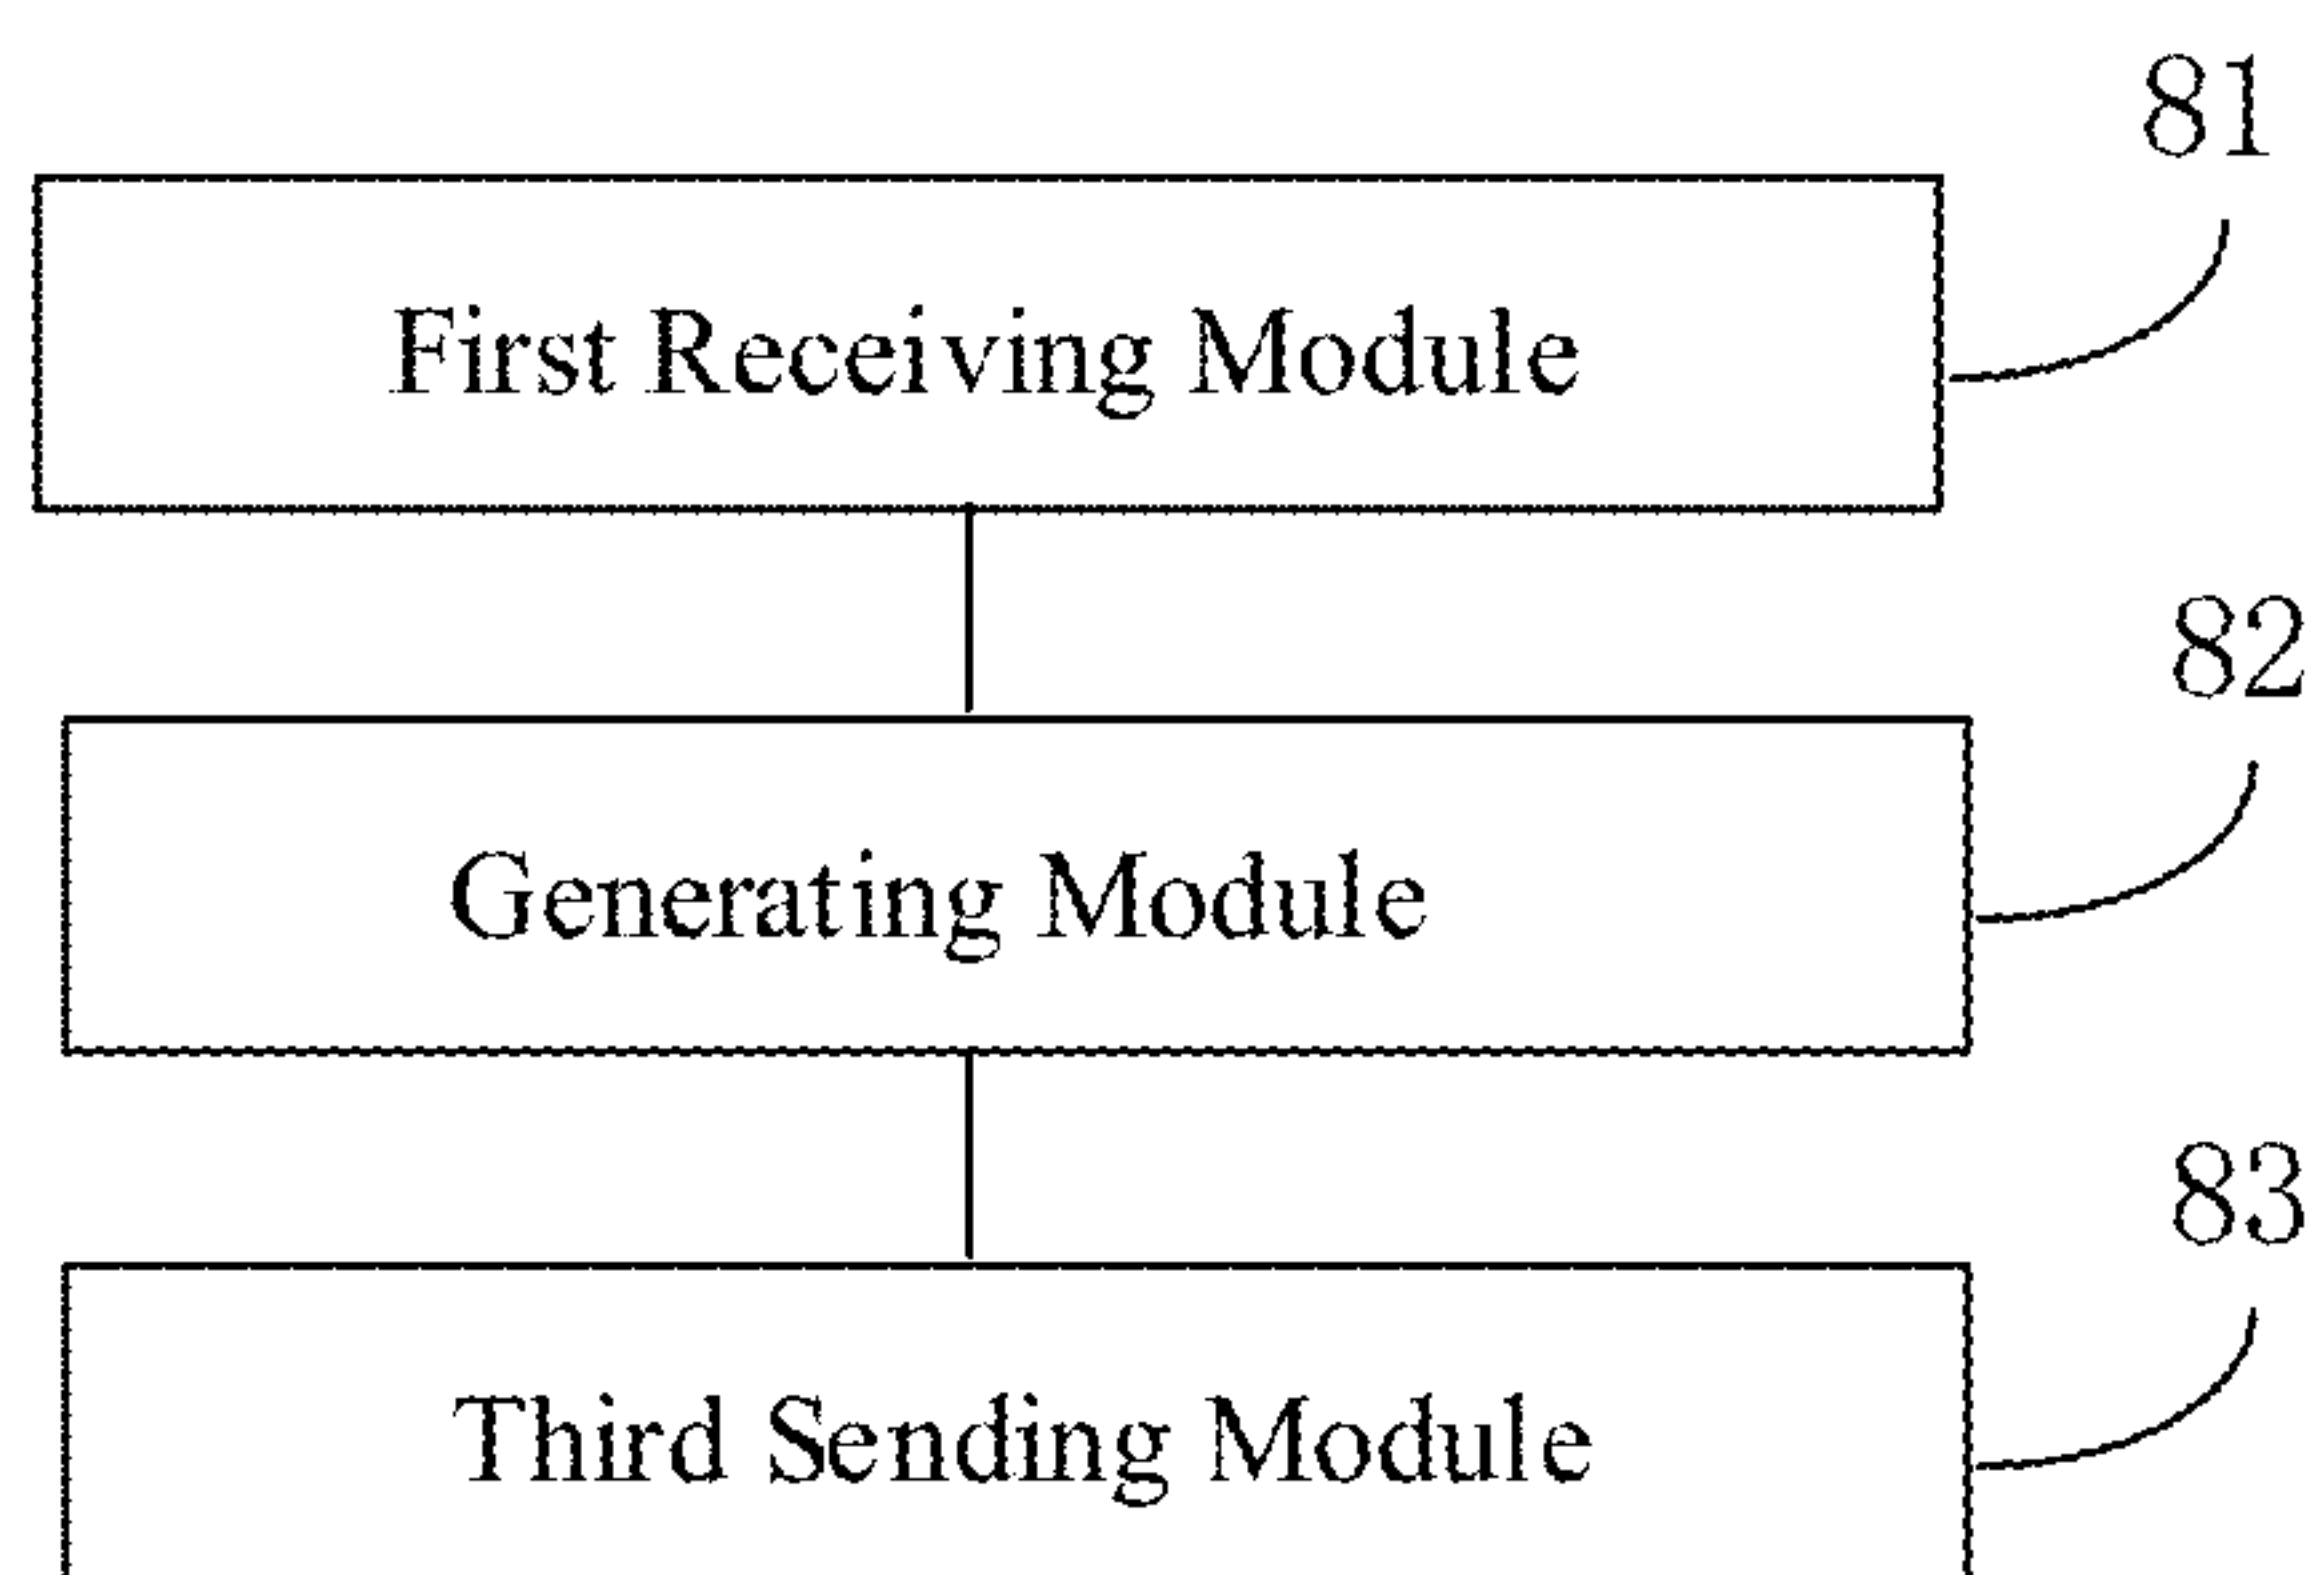 81
First Receiving Module
82
Generating Module
83
Third Sending Module